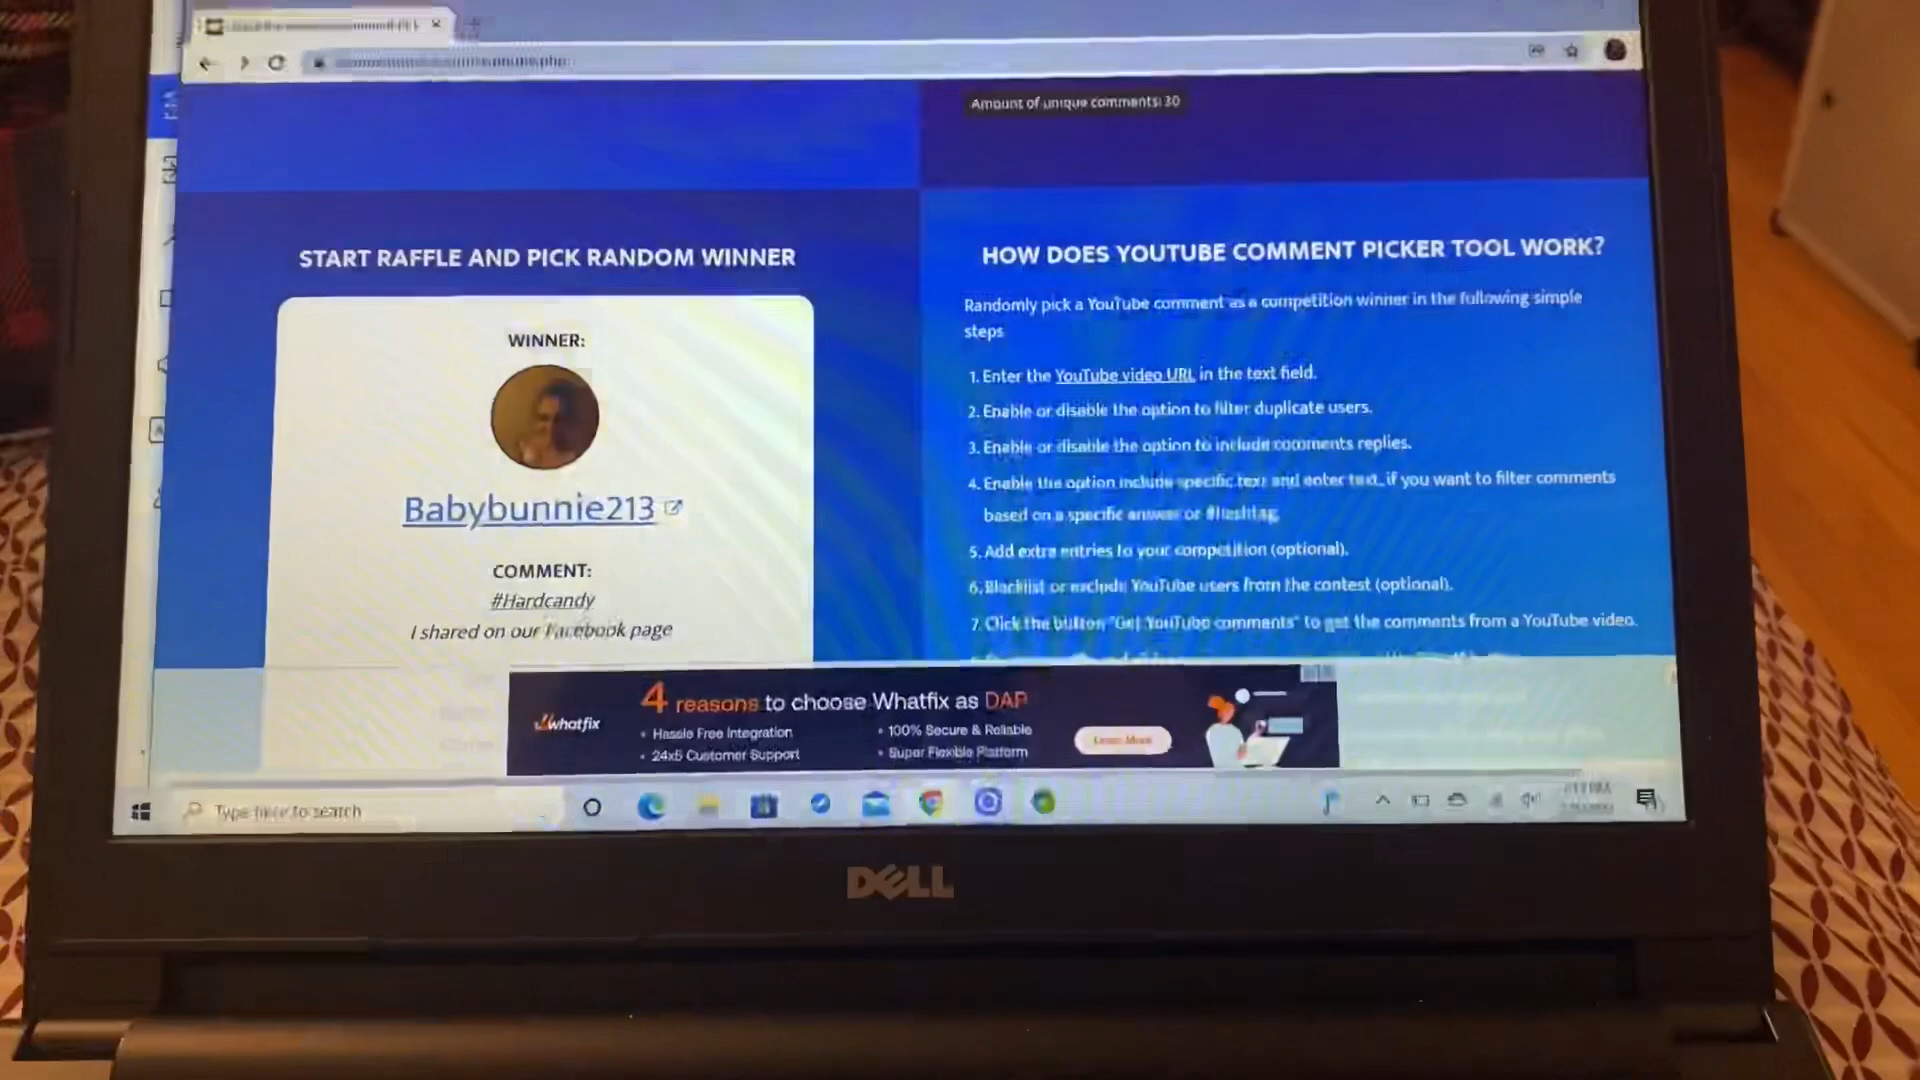 Amount of unique comments: 30
START RAFFLE AND PICK RANDOM WINNER
WINNER:
Babybunnie213
COMMENT:
#Hardcandy
I shared on our Facebook page
HOW DOES YOUTUBE COMMENT PICKER TOOL WORK?
Randomly pick a YouTube comment as a competition winner in the following simple
steps
1. Enter the YouTube video URL in the text field.
2. Enable or disable the option to filter duplicate users.
3. Enable or disable the option to include comments replies.
4. Enable the option include specific text and enter text, if you want to filter comments
based on a specific answer or #hashtag.
5. Add extra entries to your competition (optional).
6. Blacklist or exclude YouTube users from the contest (optional).
7. Click the button "Get YouTube comments" to get the comments from a YouTube video.
whatfix
4 reasons to choose Whatfix as DAP
• Hassle Free Integration
• 24x5 Customer Support
• 100% Secure & Reliable
• Super Flexible Platform
Learn More
Type here to search
DELL